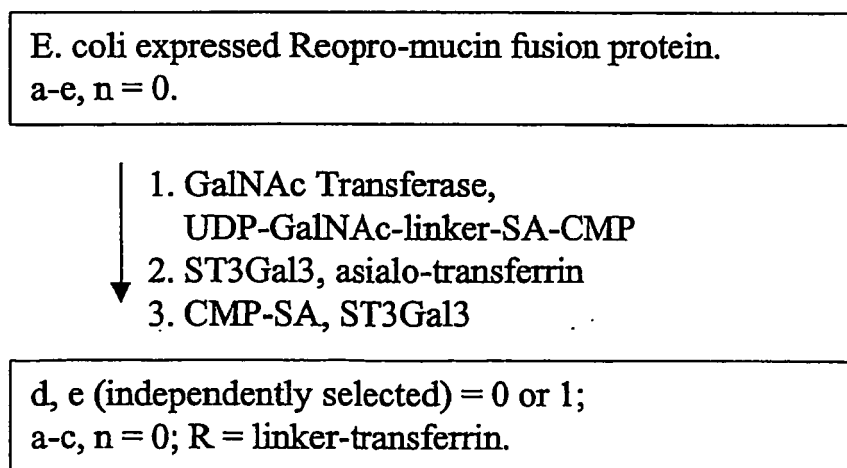 E. coli expressed Reopro-mucin fusion protein.
a-e, n = 0.
1. GalNAc Transferase,
UDP-GalNAc-linker-SA-CMP
2. ST3Gal3, asialo-transferrin
3. CMP-SA, ST3Gal3
d, e (independently selected) = 0 or 1;
a-c, n = 0; R = linker-transferrin.